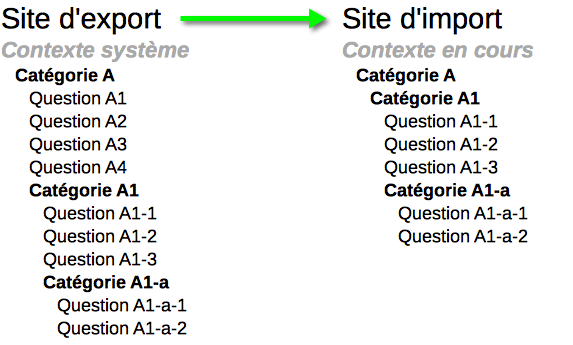 Site d'export
Contexte système
Catégorie A
Question A1
Question A2
Question A3
Question A4
Catégorie A1
Question A1-1
Question A1-2
Question A1-3
Catégorie A1-a
Question A1-a-1
Question A1-a-2
Site d'import
Contexte en cours
Catégorie A
Catégorie A1
Question A1-1
Question A1-2
Question A1-3
Catégorie A1-a
Question A1-a-1
Question A1-a-2